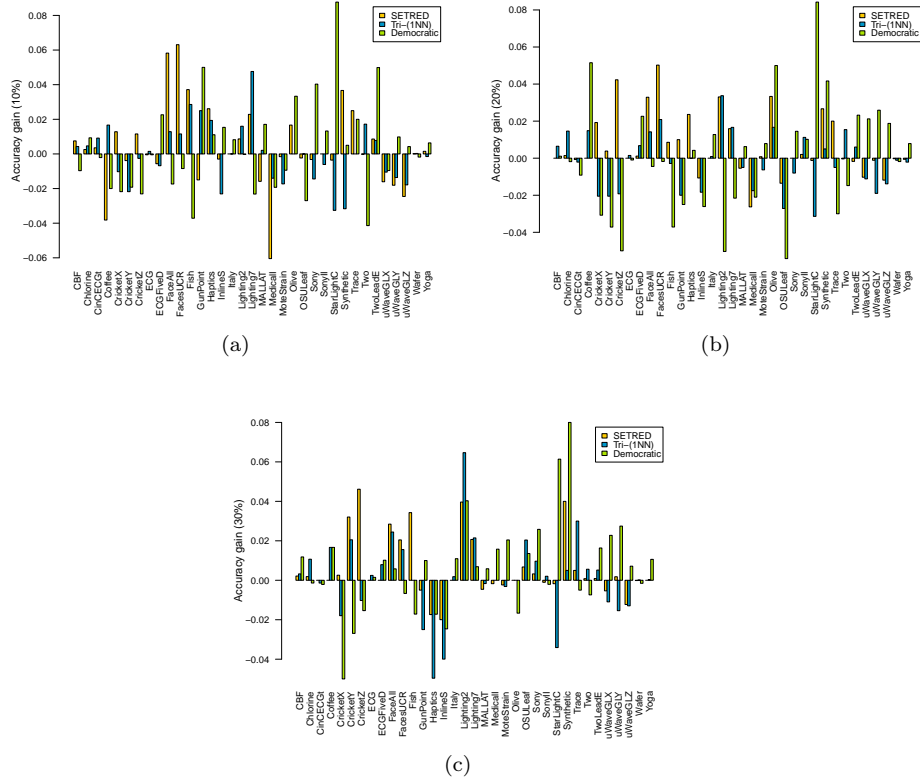 SETRED
Tri−(1NN)
Democratic
Accuracy gain (10%)
0.08
0.06
0.04
0.02
0.00
−0.02
−0.04
−0.06
CBF
Chlorine
CinCECGt
Coffee
CricketX
CricketY
CricketZ
ECG
ECGFiveD
FaceAll
FacesUCR
Fish
GunPoint
Haptics
InlineS
Italy
Lighting2
Lighting7
MALLAT
Medicall
MoteStrain
Olive
OSULeaf
Sony
SonyII
StarLightC
Synthetic
Trace
Two
TwoLeadE
uWaveGLX
uWaveGLY
uWaveGLZ
Wafer
Yoga
(a)
SETRED
Tri−(1NN)
Democratic
Accuracy gain (20%)
0.08
0.06
0.04
0.02
0.00
−0.02
−0.04
CBF
Chlorine
CinCECGt
Coffee
CricketX
CricketY
CricketZ
ECG
ECGFiveD
FaceAll
FacesUCR
Fish
GunPoint
Haptics
InlineS
Italy
Lighting2
Lighting7
MALLAT
Medicall
MoteStrain
Olive
OSULeaf
Sony
SonyII
StarLightC
Synthetic
Trace
Two
TwoLeadE
uWaveGLX
uWaveGLY
uWaveGLZ
Wafer
Yoga
(b)
SETRED
Tri−(1NN)
Democratic
Accuracy gain (30%)
0.08
0.06
0.04
0.02
0.00
−0.02
−0.04
CBF
Chlorine
CinCECGt
Coffee
CricketX
CricketY
CricketZ
ECG
ECGFiveD
FaceAll
FacesUCR
Fish
GunPoint
Haptics
InlineS
Italy
Lighting2
Lighting7
MALLAT
Medicall
MoteStrain
Olive
OSULeaf
Sony
SonyII
StarLightC
Synthetic
Trace
Two
TwoLeadE
uWaveGLX
uWaveGLY
uWaveGLZ
Wafer
Yoga
(c)